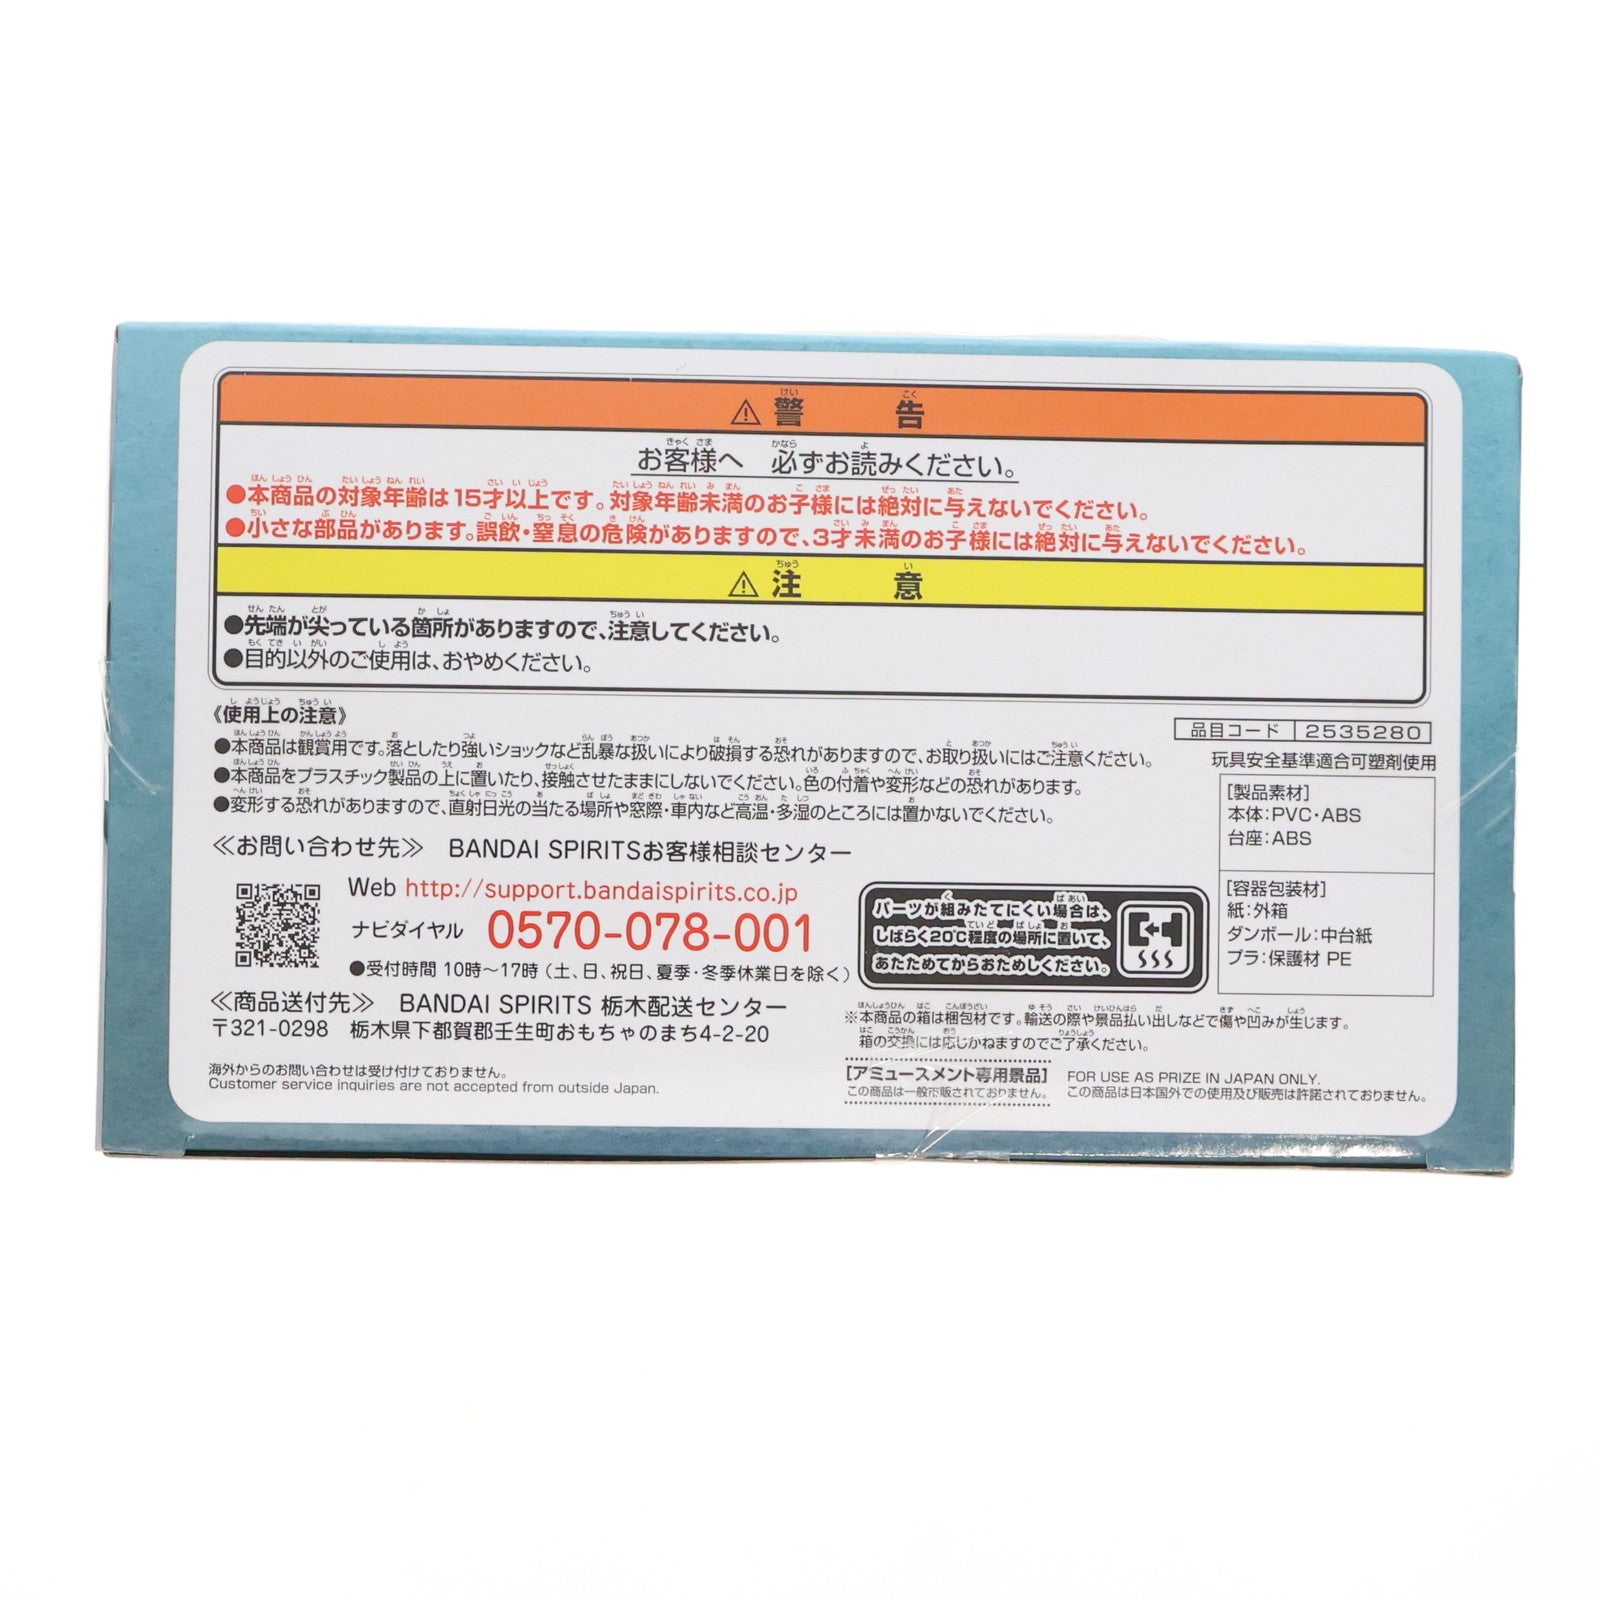 ⚠警告
お客様へ 必ずお読みください。
●本商品の対象年齢は15才以上です。対象年齢未満のお子様には絶対に与えないでください。
●小さな部品があります。誤飲・窒息の危険がありますので、3才未満のお子様には絶対に与えないでください。
⚠注意
●先端が尖っている箇所がありますので、注意してください。
●目的以外のご使用は、おやめください。
《使用上の注意》
●本商品は観賞用です。落としたり強いショックなど乱暴な扱いにより破損する恐れがありますので、お取り扱いにはご注意ください。
●本商品をプラスチック製品の上に置いたり、接触させたままにしないでください。色の付着や変形などの恐れがあります。
●変形する恐れがありますので、直射日光の当たる場所や窓際・車内など高温・多湿のところには置かないでください。
品目コード 2535280
玩具安全基準適合可塑剤使用
[製品素材]
本体:PVC・ABS
台座:ABS
[容器包装材]
紙:外箱
ダンボール:中台紙
プラ:保護材 PE
≪お問い合わせ先≫ BANDAI SPIRITSお客様相談センター
Web http://support.bandaispirits.co.jp
ナビダイヤル 0570-078-001
●受付時間 10時〜17時(土、日、祝日、夏季・冬季休業日を除く)
パーツが組みたてにくい場合は、
しばらく20℃程度の場所に置いて、
あたためてからおためしください。
≪商品送付先≫ BANDAI SPIRITS 栃木配送センター
〒321-0298 栃木県下都賀郡壬生町おもちゃのまち4-2-20
※本商品の箱は梱包材です。輸送の際や景品払い出しなどで傷や凹みが生じます。
箱の交換には応じかねますのでご了承ください。
海外からのお問い合わせは受け付けておりません。
Customer service inquiries are not accepted from outside Japan.
[アミューズメント専用景品]
この商品は一般市販されておりません。
FOR USE AS PRIZE IN JAPAN ONLY.
この商品は日本国外での使用及び販売は許諾されておりません。